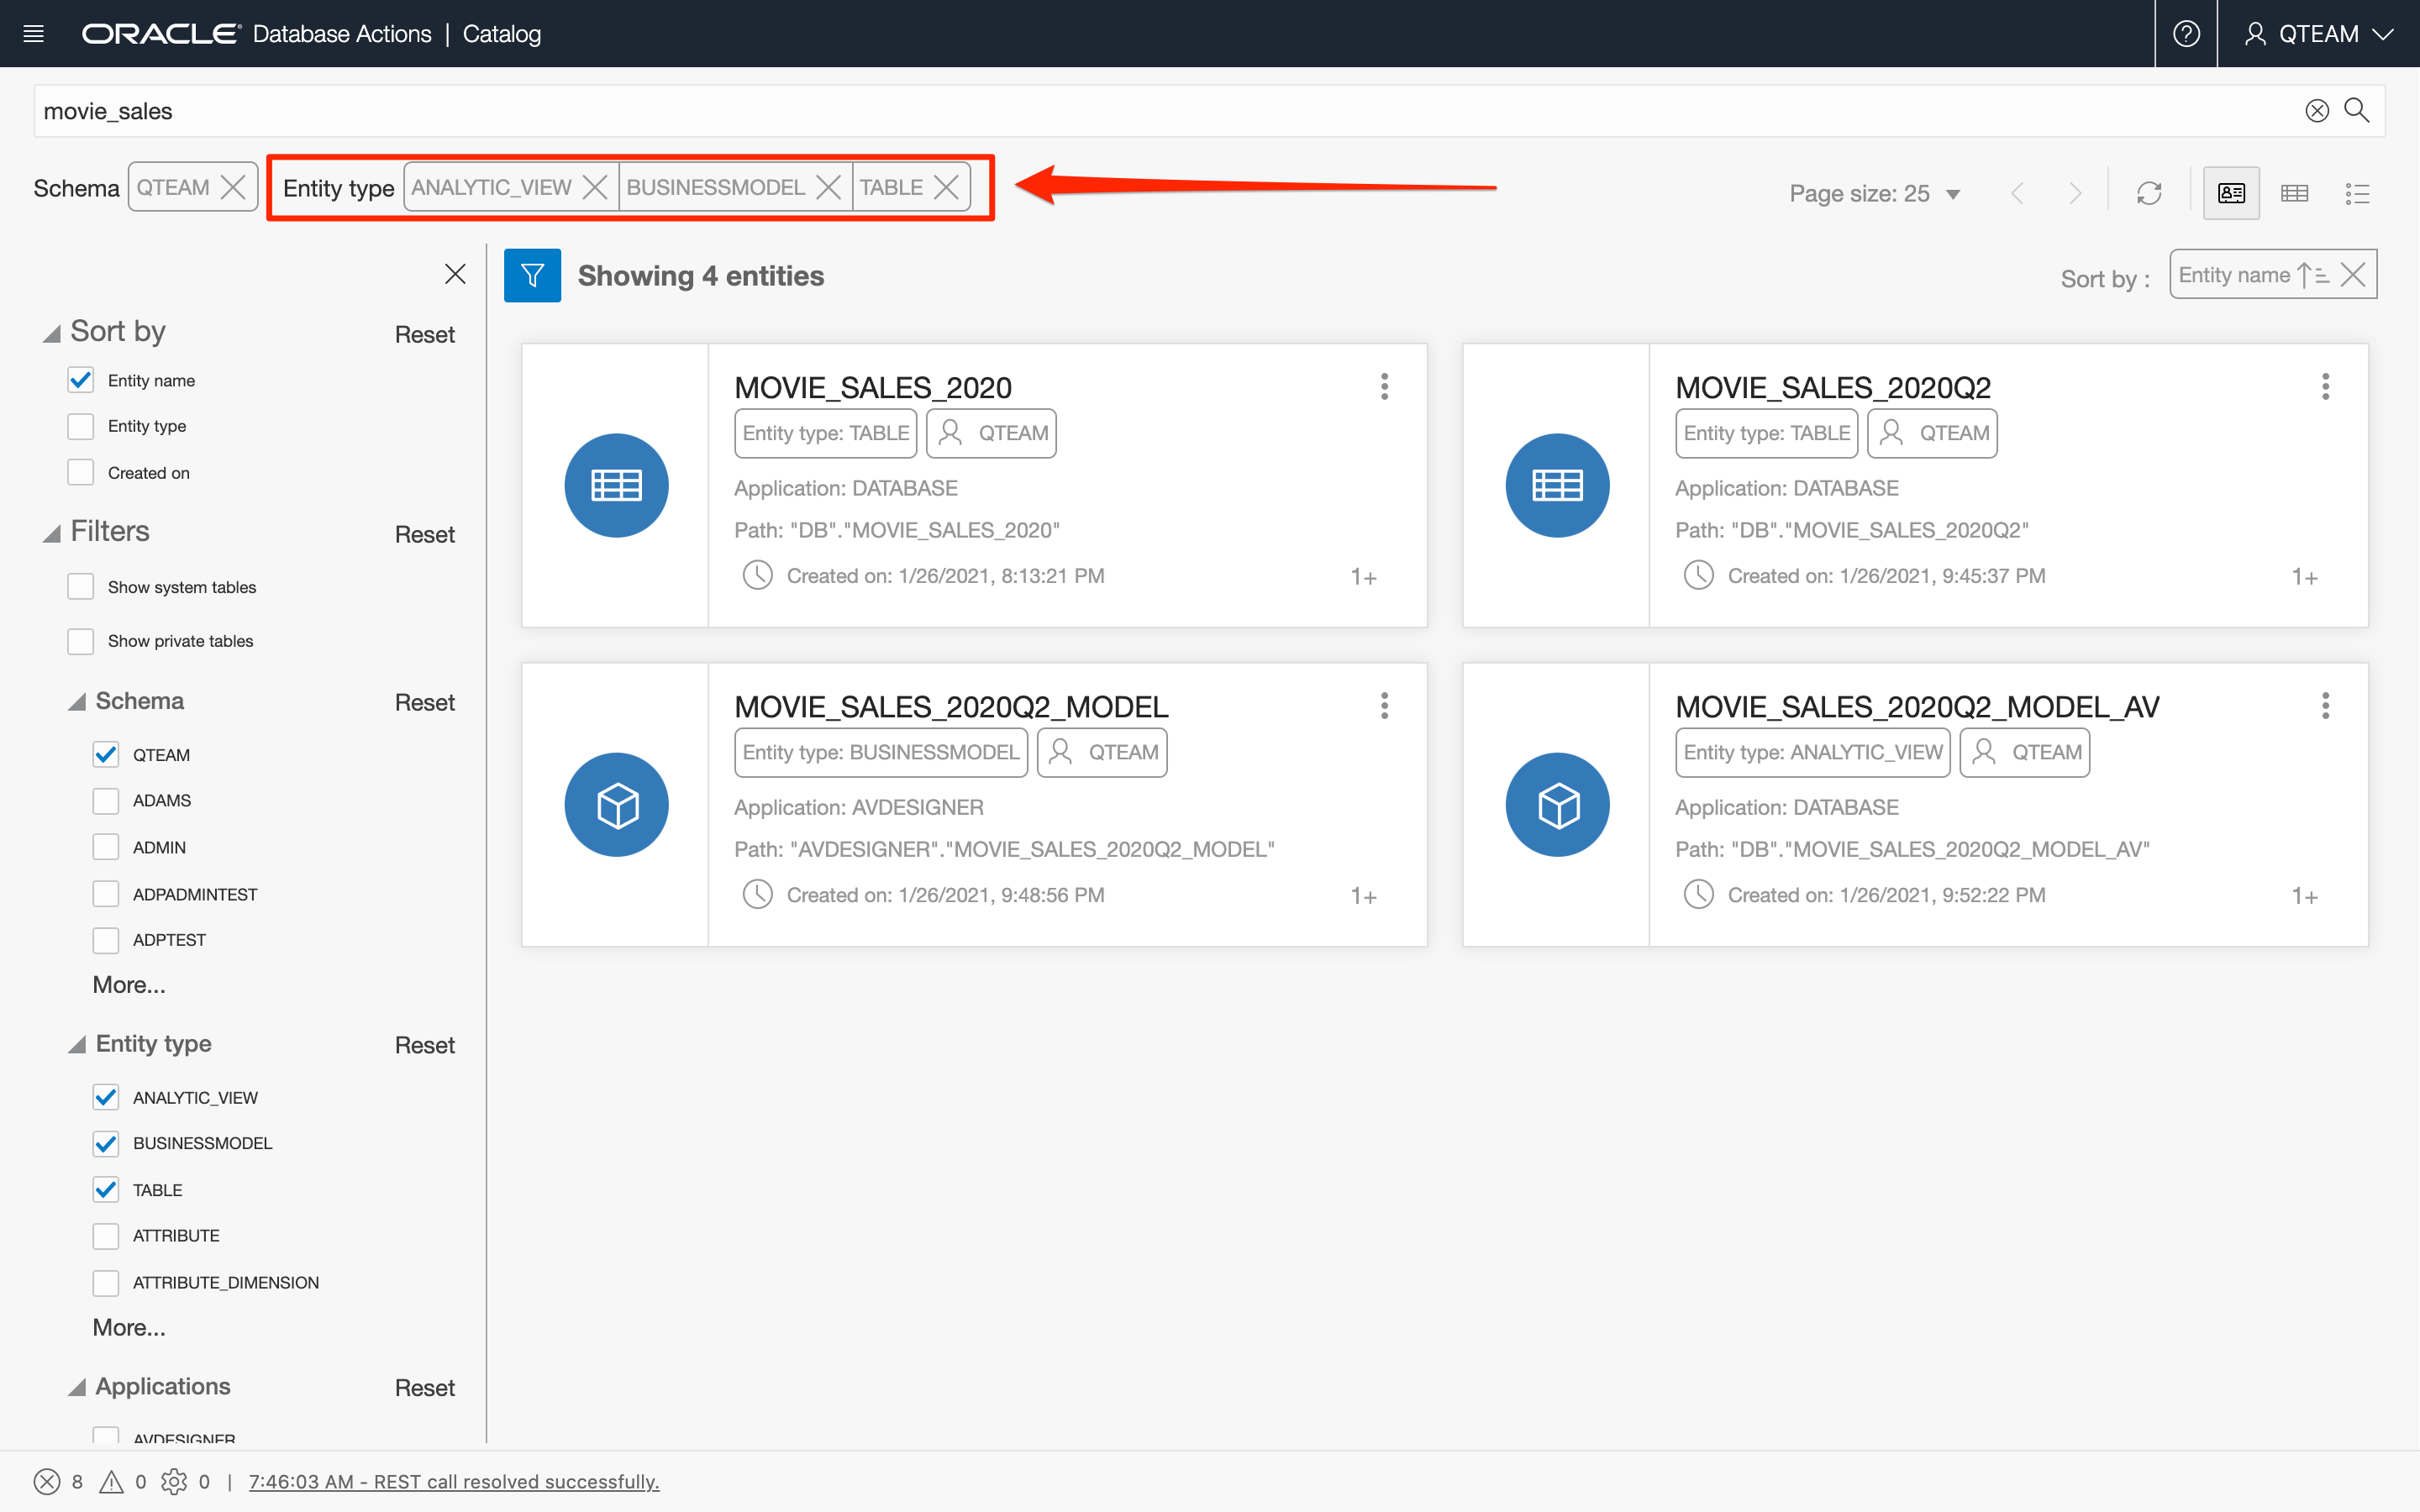 ORACLE Database Actions | Catalog
QTEAM
movie_sales
Schema QTEAM Entity type ANALYTIC_VIEW BUSINESSMODEL TABLE
Page size: 25
Showing 4 entities
Sort by : Entity name
Sort by Reset
Entity name
Entity type
Created on
Filters Reset
Show system tables
Show private tables
Schema Reset
QTEAM
ADAMS
ADMIN
ADPADMINTEST
ADPTEST
More...
Entity type Reset
ANALYTIC_VIEW
BUSINESSMODEL
TABLE
ATTRIBUTE
ATTRIBUTE_DIMENSION
More...
Applications Reset
AVDESIGNER
MOVIE_SALES_2020
Entity type: TABLE QTEAM
Application: DATABASE
Path: "DB"."MOVIE_SALES_2020"
Created on: 1/26/2021, 8:13:21 PM 1+
MOVIE_SALES_2020Q2
Entity type: TABLE QTEAM
Application: DATABASE
Path: "DB"."MOVIE_SALES_2020Q2"
Created on: 1/26/2021, 9:45:37 PM 1+
MOVIE_SALES_2020Q2_MODEL
Entity type: BUSINESSMODEL QTEAM
Application: AVDESIGNER
Path: "AVDESIGNER"."MOVIE_SALES_2020Q2_MODEL"
Created on: 1/26/2021, 9:48:56 PM 1+
MOVIE_SALES_2020Q2_MODEL_AV
Entity type: ANALYTIC_VIEW QTEAM
Application: DATABASE
Path: "DB"."MOVIE_SALES_2020Q2_MODEL_AV"
Created on: 1/26/2021, 9:52:22 PM 1+
8 0 0 | 7:46:03 AM - REST call resolved successfully.